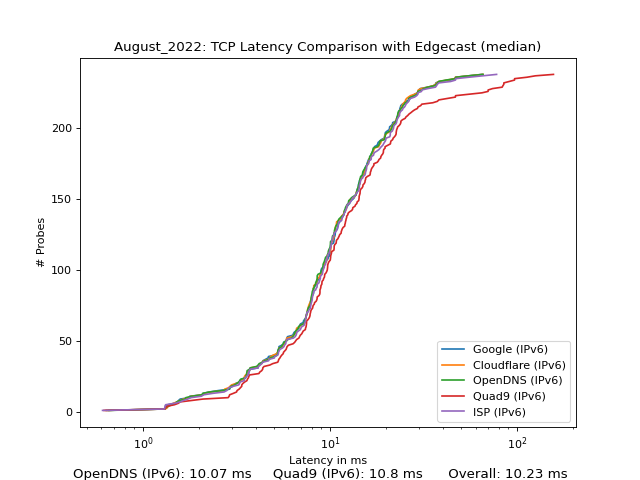 August_2022: TCP Latency Comparison with Edgecast (median)
200
150
100
50
0
# Probes
Google (IPv6)
Cloudflare (IPv6)
OpenDNS (IPv6)
Quad9 (IPv6)
ISP (IPv6)
10⁰ 10¹ 10²
Latency in ms
OpenDNS (IPv6): 10.07 ms Quad9 (IPv6): 10.8 ms Overall: 10.23 ms